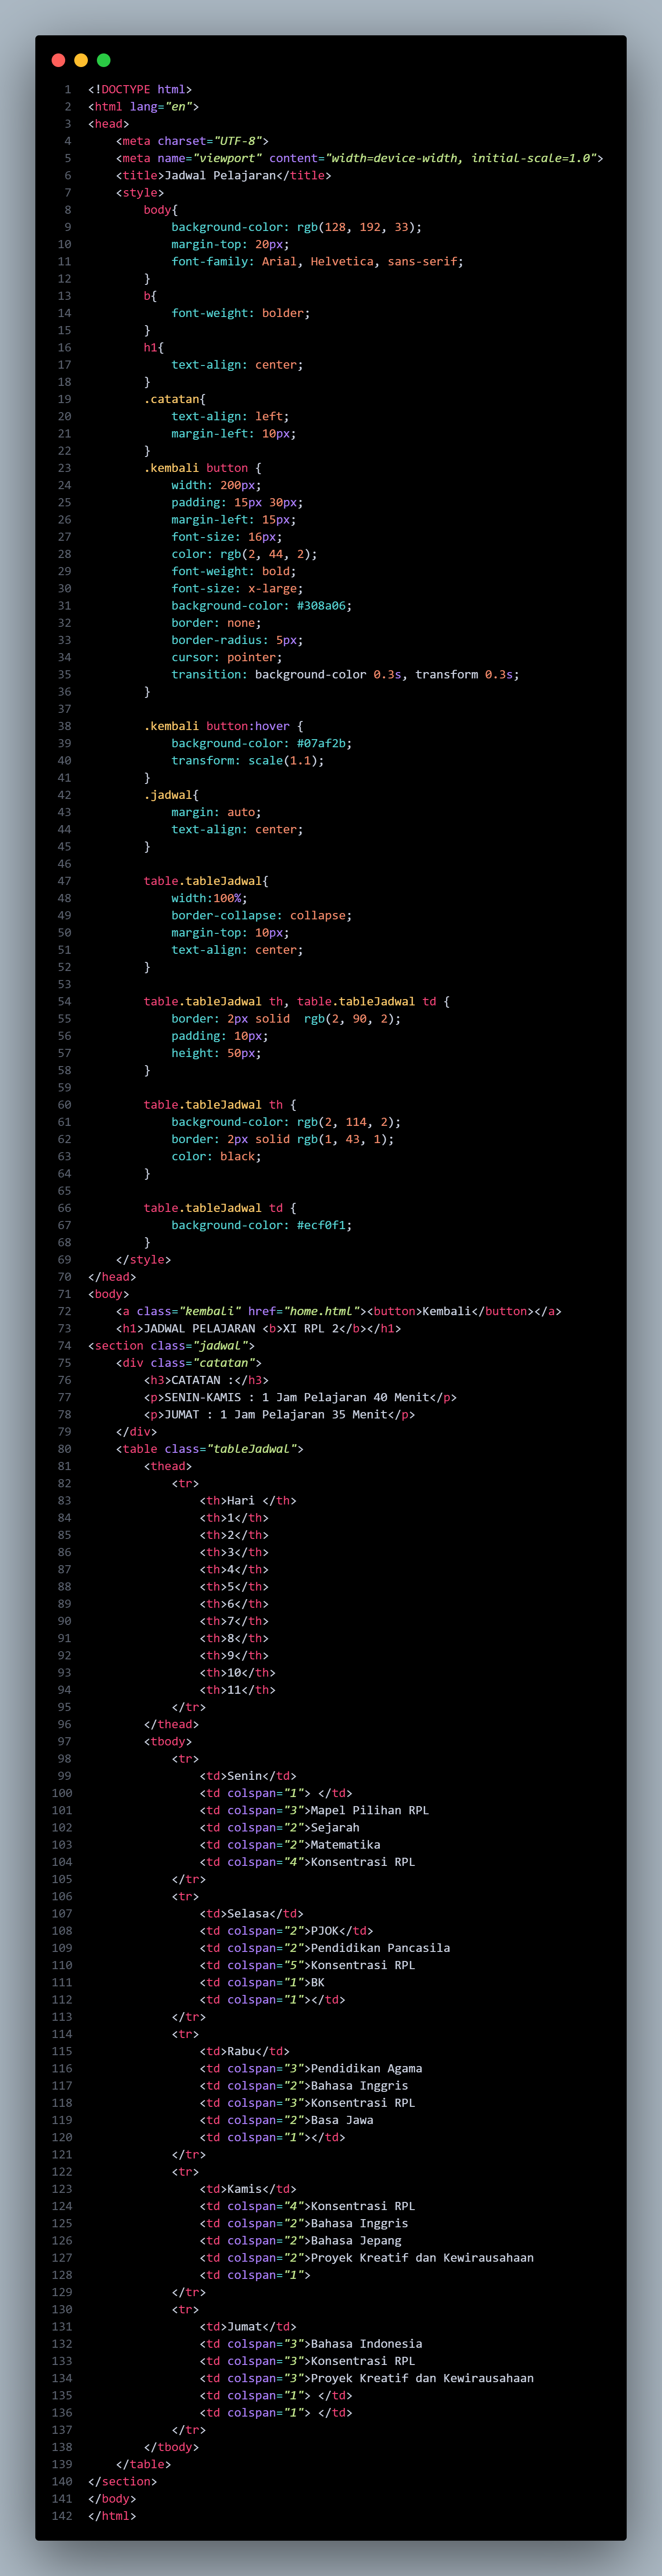 1 <!DOCTYPE html>
2 <html lang="en">
3 <head>
4     <meta charset="UTF-8">
5     <meta name="viewport" content="width=device-width, initial-scale=1.0">
6     <title>Jadwal Pelajaran</title>
7     <style>
8         body{
9             background-color: rgb(128, 192, 33);
10             margin-top: 20px;
11             font-family: Arial, Helvetica, sans-serif;
12         }
13         b{
14             font-weight: bolder;
15         }
16         h1{
17             text-align: center;
18         }
19         .catatan{
20             text-align: left;
21             margin-left: 10px;
22         }
23         .kembali button {
24             width: 200px;
25             padding: 15px 30px;
26             margin-left: 15px;
27             font-size: 16px;
28             color: rgb(2, 44, 2);
29             font-weight: bold;
30             font-size: x-large;
31             background-color: #308a06;
32             border: none;
33             border-radius: 5px;
34             cursor: pointer;
35             transition: background-color 0.3s, transform 0.3s;
36         }
37
38         .kembali button:hover {
39             background-color: #07af2b;
40             transform: scale(1.1);
41         }
42         .jadwal{
43             margin: auto;
44             text-align: center;
45         }
46
47         table.tableJadwal{
48             width:100%;
49             border-collapse: collapse;
50             margin-top: 10px;
51             text-align: center;
52         }
53
54         table.tableJadwal th, table.tableJadwal td {
55             border: 2px solid  rgb(2, 90, 2);
56             padding: 10px;
57             height: 50px;
58         }
59
60         table.tableJadwal th {
61             background-color: rgb(2, 114, 2);
62             border: 2px solid rgb(1, 43, 1);
63             color: black;
64         }
65
66         table.tableJadwal td {
67             background-color: #ecf0f1;
68         }
69     </style>
70 </head>
71 <body>
72     <a class="kembali" href="home.html"><button>Kembali</button></a>
73     <h1>JADWAL PELAJARAN <b>XI RPL 2</b></h1>
74 <section class="jadwal">
75     <div class="catatan">
76         <h3>CATATAN :</h3>
77         <p>SENIN-KAMIS : 1 Jam Pelajaran 40 Menit</p>
78         <p>JUMAT : 1 Jam Pelajaran 35 Menit</p>
79     </div>
80     <table class="tableJadwal">
81         <thead>
82             <tr>
83                 <th>Hari </th>
84                 <th>1</th>
85                 <th>2</th>
86                 <th>3</th>
87                 <th>4</th>
88                 <th>5</th>
89                 <th>6</th>
90                 <th>7</th>
91                 <th>8</th>
92                 <th>9</th>
93                 <th>10</th>
94                 <th>11</th>
95             </tr>
96         </thead>
97         <tbody>
98             <tr>
99                 <td>Senin</td>
100                 <td colspan="1"> </td>
101                 <td colspan="3">Mapel Pilihan RPL
102                 <td colspan="2">Sejarah
103                 <td colspan="2">Matematika
104                 <td colspan="4">Konsentrasi RPL
105             </tr>
106             <tr>
107                 <td>Selasa</td>
108                 <td colspan="2">PJOK</td>
109                 <td colspan="2">Pendidikan Pancasila
110                 <td colspan="5">Konsentrasi RPL
111                 <td colspan="1">BK
112                 <td colspan="1"></td>
113             </tr>
114             <tr>
115                 <td>Rabu</td>
116                 <td colspan="3">Pendidikan Agama
117                 <td colspan="2">Bahasa Inggris
118                 <td colspan="3">Konsentrasi RPL
119                 <td colspan="2">Basa Jawa
120                 <td colspan="1"></td>
121             </tr>
122             <tr>
123                 <td>Kamis</td>
124                 <td colspan="4">Konsentrasi RPL
125                 <td colspan="2">Bahasa Inggris
126                 <td colspan="2">Bahasa Jepang
127                 <td colspan="2">Proyek Kreatif dan Kewirausahaan
128                 <td colspan="1">
129             </tr>
130             <tr>
131                 <td>Jumat</td>
132                 <td colspan="3">Bahasa Indonesia
133                 <td colspan="3">Konsentrasi RPL
134                 <td colspan="3">Proyek Kreatif dan Kewirausahaan
135                 <td colspan="1"> </td>
136                 <td colspan="1"> </td>
137             </tr>
138         </tbody>
139     </table>
140 </section>
141 </body>
142 </html>